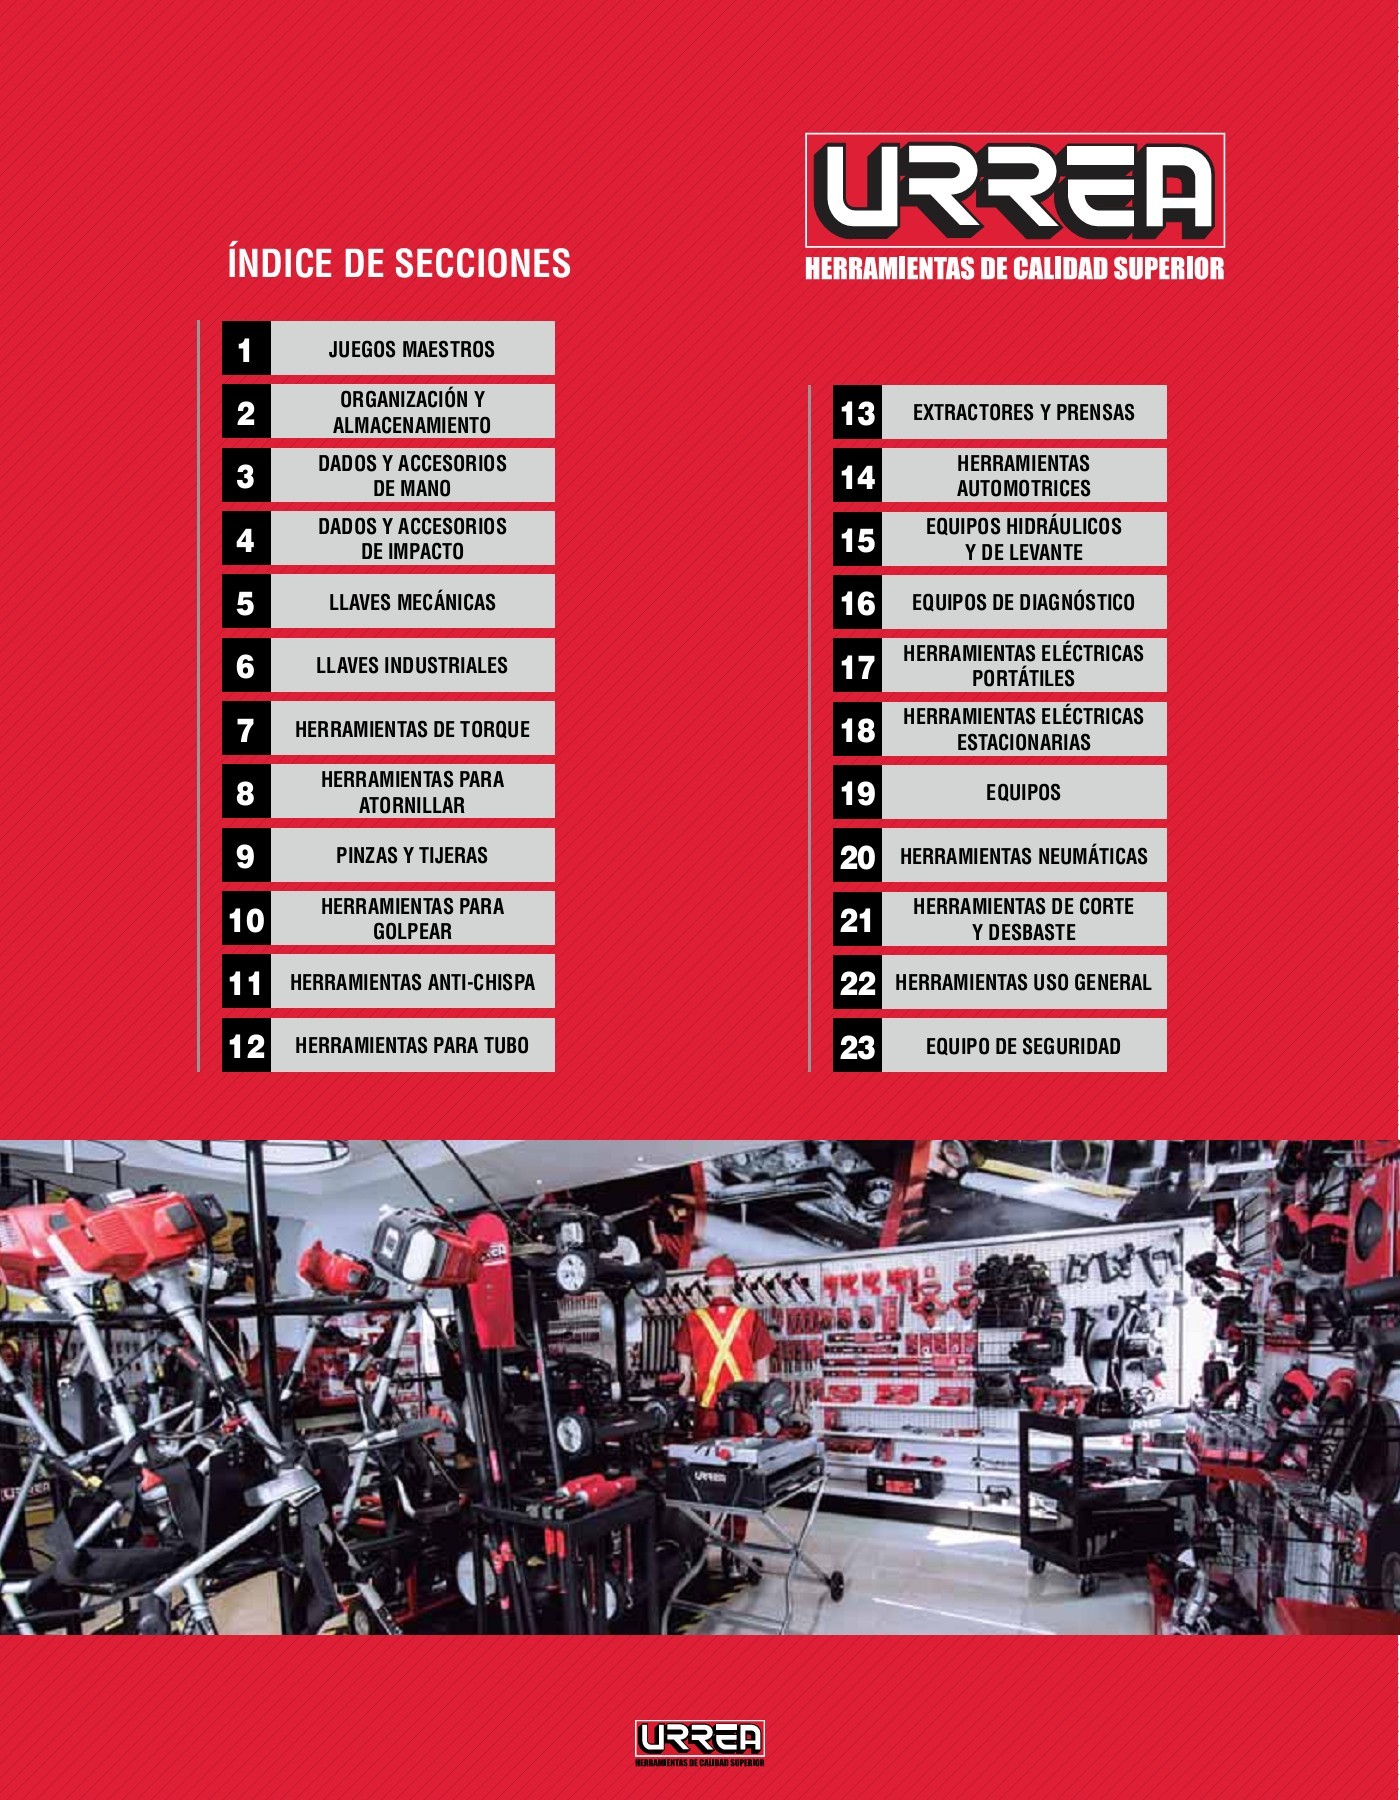 URREA
HERRAMIENTAS DE CALIDAD SUPERIOR
ÍNDICE DE SECCIONES
1 JUEGOS MAESTROS
2 ORGANIZACIÓN Y
ALMACENAMIENTO
3 DADOS Y ACCESORIOS
DE MANO
4 DADOS Y ACCESORIOS
DE IMPACTO
5 LLAVES MECÁNICAS
6 LLAVES INDUSTRIALES
7 HERRAMIENTAS DE TORQUE
8 HERRAMIENTAS PARA
ATORNILLAR
9 PINZAS Y TIJERAS
10 HERRAMIENTAS PARA
GOLPEAR
11 HERRAMIENTAS ANTI-CHISPA
12 HERRAMIENTAS PARA TUBO
13 EXTRACTORES Y PRENSAS
14 HERRAMIENTAS
AUTOMOTRICES
15 EQUIPOS HIDRÁULICOS
Y DE LEVANTE
16 EQUIPOS DE DIAGNÓSTICO
17 HERRAMIENTAS ELÉCTRICAS
PORTÁTILES
18 HERRAMIENTAS ELÉCTRICAS
ESTACIONARIAS
19 EQUIPOS
20 HERRAMIENTAS NEUMÁTICAS
21 HERRAMIENTAS DE CORTE
Y DESBASTE
22 HERRAMIENTAS USO GENERAL
23 EQUIPO DE SEGURIDAD
URREA
URREA
URREA
HERRAMIENTAS DE CALIDAD SUPERIOR